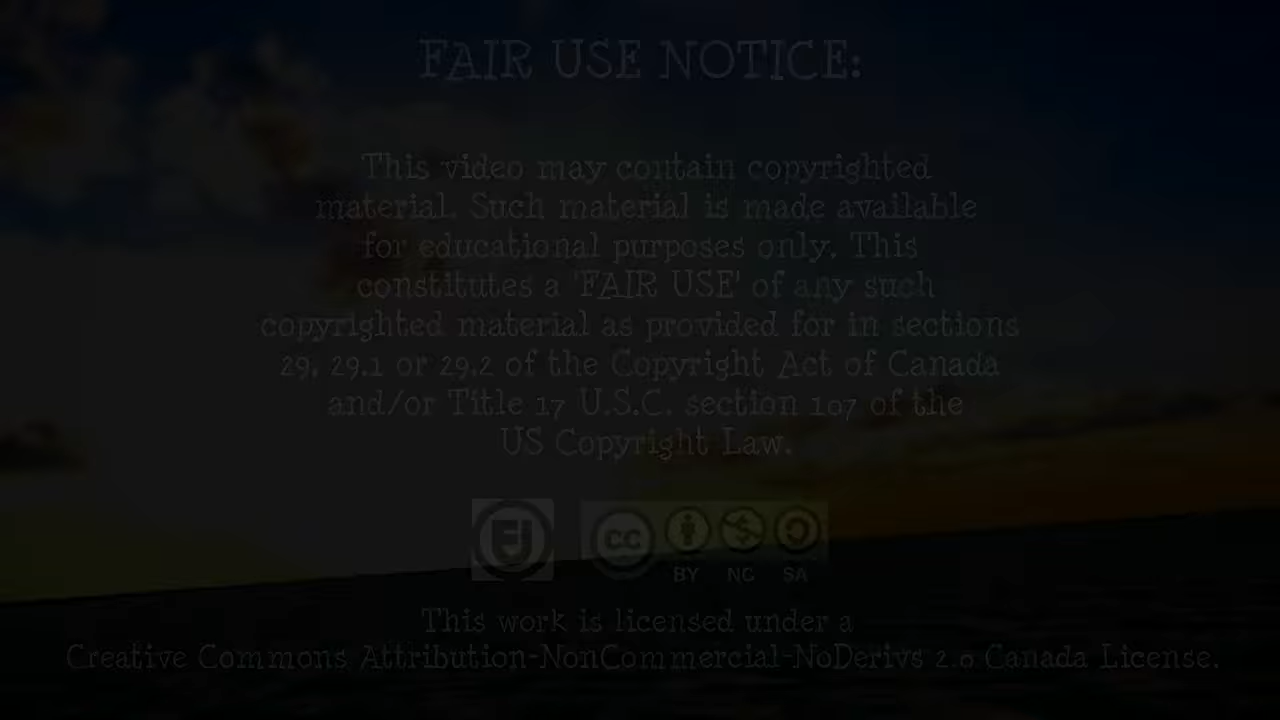 FAIR USE NOTICE:
This video may contain copyrighted
material. Such material is made available
for educational purposes only. This
constitutes a 'FAIR USE' of any such
copyrighted material as provided for in sections
29, 29.1 or 29.2 of the Copyright Act of Canada
and/or Title 17 U.S.C. section 107 of the
US Copyright Law.
cc
BY NC SA
This work is licensed under a
Creative Commons Attribution-NonCommercial-NoDerivs 2.0 Canada License.